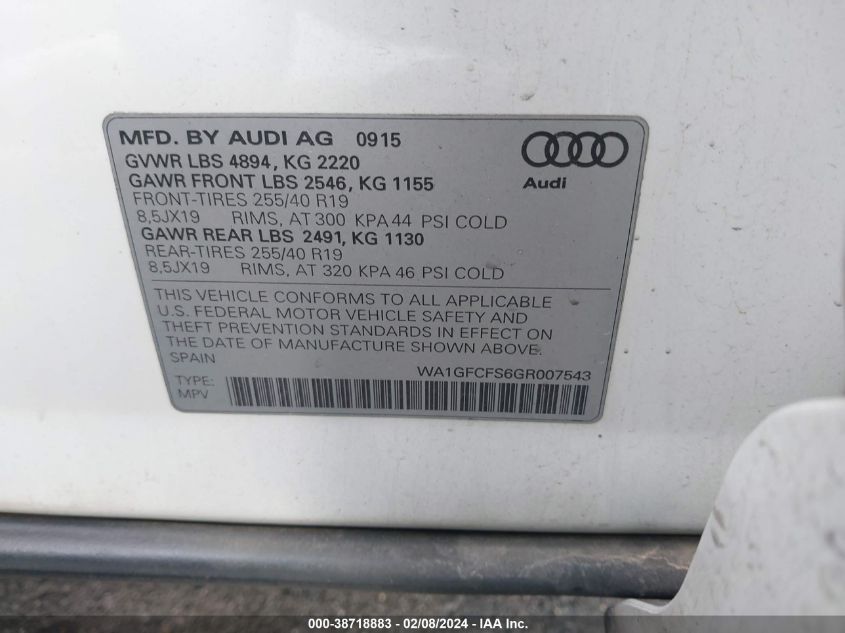 MFD. BY AUDI AG 0915
GVWR LBS 4894, KG 2220
GAWR FRONT LBS 2546, KG 1155
FRONT-TIRES 255/40 R19
8,5JX19 RIMS, AT 300 KPA 44 PSI COLD
GAWR REAR LBS 2491, KG 1130
REAR-TIRES 255/40 R19
8,5JX19 RIMS, AT 320 KPA 46 PSI COLD
Audi
THIS VEHICLE CONFORMS TO ALL APPLICABLE
U.S. FEDERAL MOTOR VEHICLE SAFETY AND
THEFT PREVENTION STANDARDS IN EFFECT ON
THE DATE OF MANUFACTURE SHOWN ABOVE.
SPAIN
WA1GFCFS6GR007543
TYPE:
MPV
000-38718883 - 02/08/2024 - IAA, Inc.